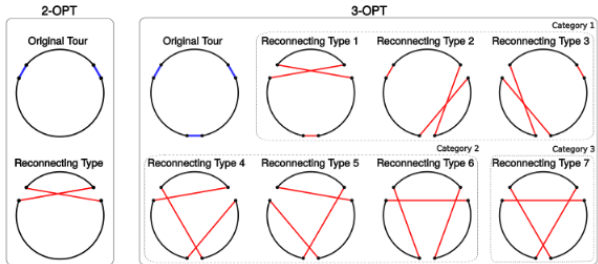 2-OPT
3-OPT
Category 1
Original Tour
Original Tour
Reconnecting Type 1
Reconnecting Type 2
Reconnecting Type 3
Category 2
Category 3
Reconnecting Type
Reconnecting Type 4
Reconnecting Type 5
Reconnecting Type 6
Reconnecting Type 7